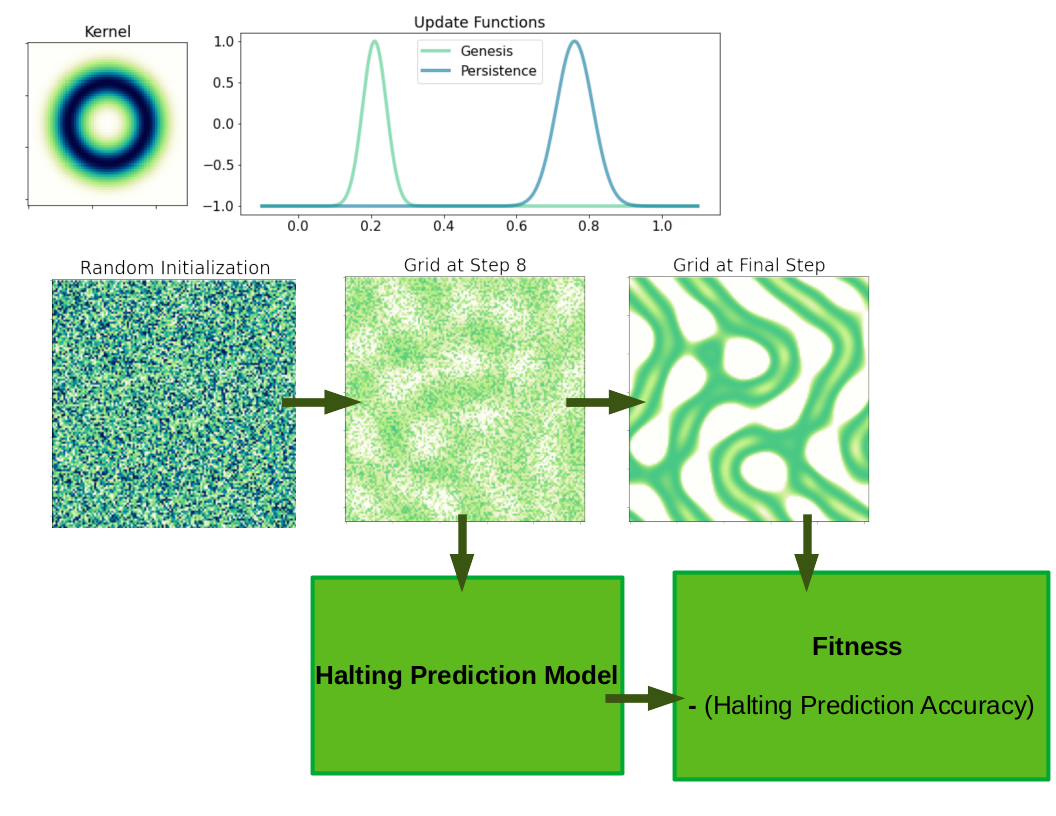 Kernel
Update Functions
Genesis
Persistence
1.0
0.5
0.0
−0.5
−1.0
0.0 0.2 0.4 0.6 0.8 1.0
Random Initialization
Grid at Step 8
Grid at Final Step
Halting Prediction Model
Fitness
- (Halting Prediction Accuracy)